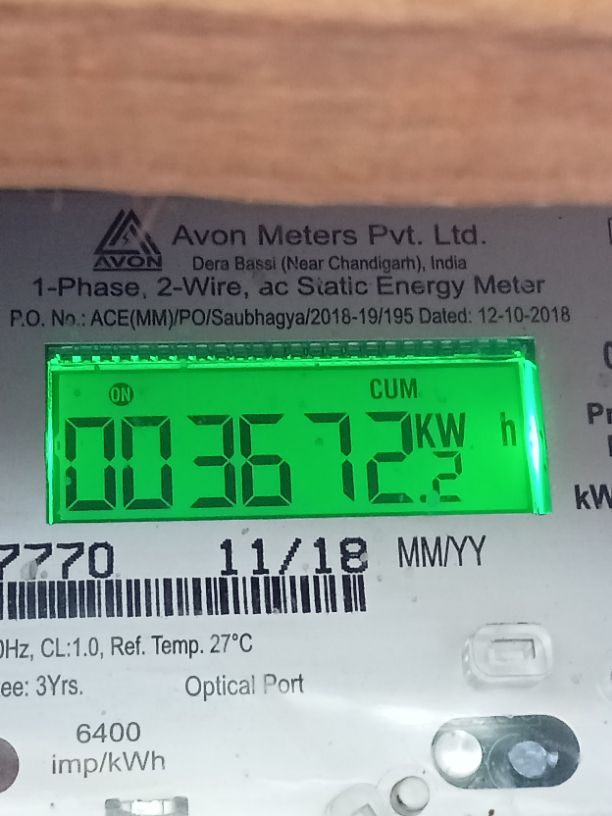 AVON
Avon Meters Pvt. Ltd.
Dera Bassi (Near Chandigarh), India
1-Phase, 2-Wire, ac Static Energy Meter
P.O. No.: ACE(MM)/PO/Saubhagya/2018-19/195 Dated: 12-10-2018
ON CUM
003672.2 KW h
kW
7770 11/18 MM/YY
0Hz, CL:1.0, Ref. Temp. 27°C
ee: 3Yrs. Optical Port
6400
imp/kWh